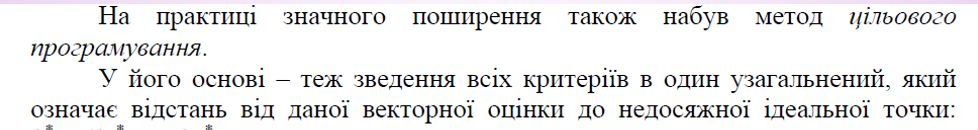 На практиці значного поширення також набув метод цільового
програмування.
У його основі – теж зведення всіх критеріїв в один узагальнений, який
означає відстань від даної векторної оцінки до недосяжної ідеальної точки: